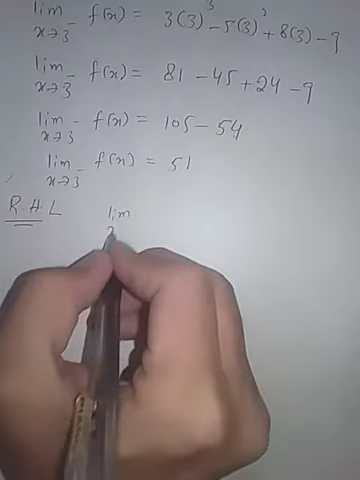 lim x→3⁻ f(x) = 3(3)³ - 5(3)² + 8(3) - 9
lim x→3⁻ f(x) = 81 - 45 + 24 - 9
lim x→3⁻ f(x) = 105 - 54
lim x→3⁻ f(x) = 51
R.H.L lim